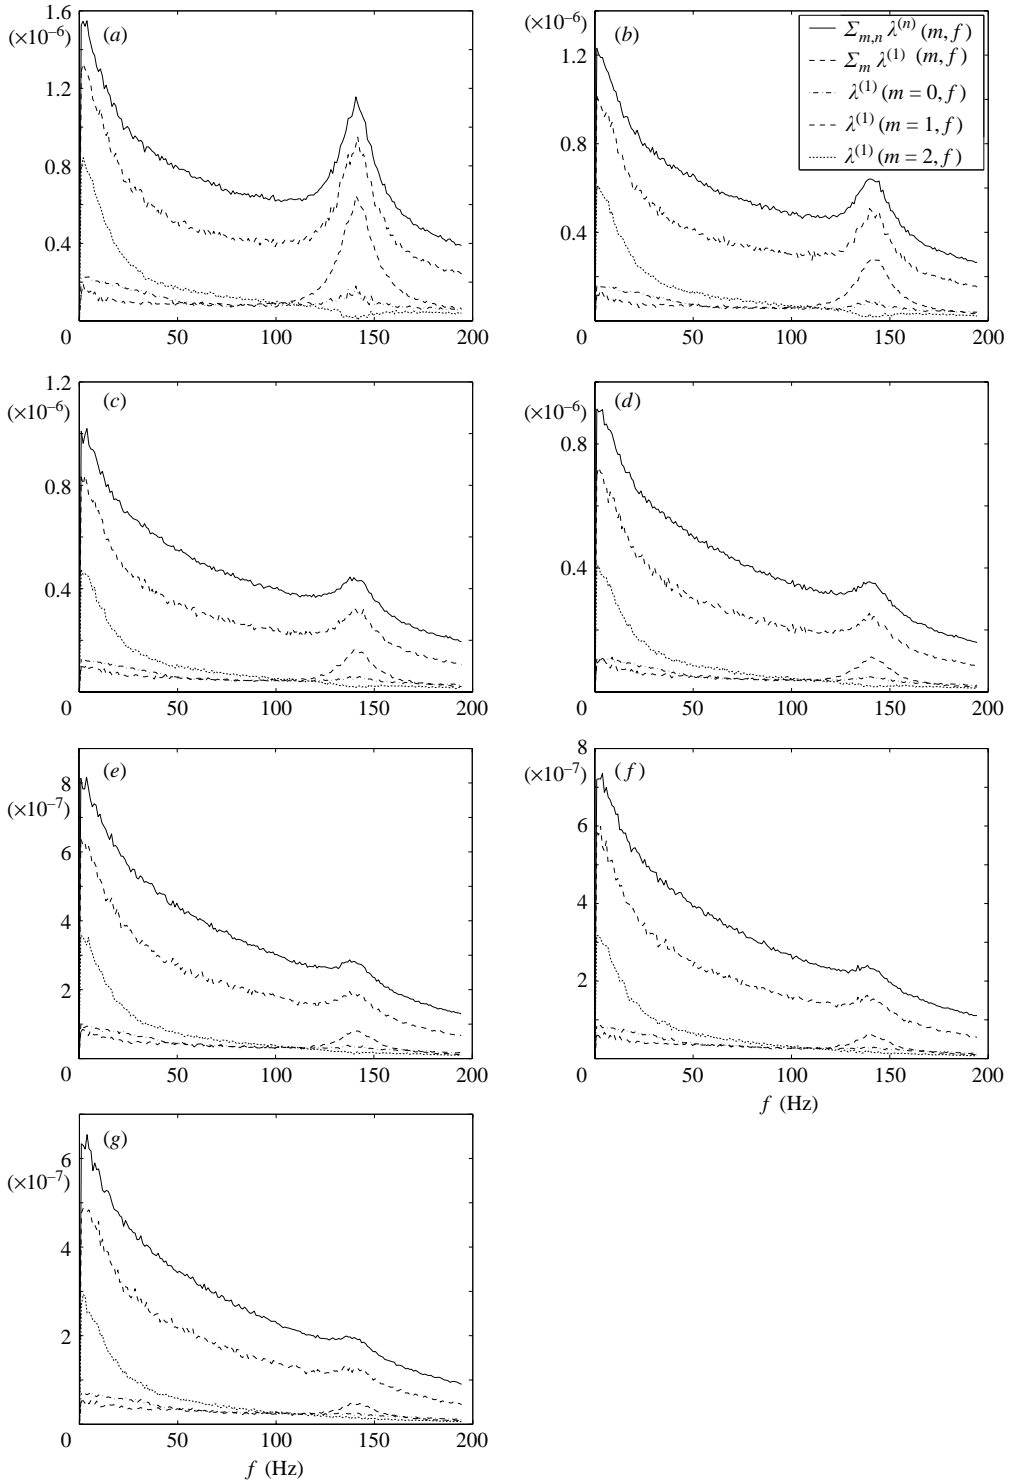 1.6
(×10⁻⁶)
1.2
0.8
0.4
0 50 100 150 200
(a)
(×10⁻⁶)
1.2
0.8
0.4
0 50 100 150 200
(b)
Σₘ,ₙ λ⁽ⁿ⁾ (m, f)
Σₘ λ⁽¹⁾ (m, f)
λ⁽¹⁾ (m = 0, f)
λ⁽¹⁾ (m = 1, f)
λ⁽¹⁾ (m = 2, f)
1.2
(×10⁻⁶)
0.8
0.4
0 50 100 150 200
(c)
(×10⁻⁶)
0.8
0.4
0 50 100 150 200
(d)
8
(×10⁻⁷)
6
4
2
0 50 100 150 200
(e)
8
(×10⁻⁷)
6
4
2
0 50 100 150 200
f (Hz)
(f)
6
(×10⁻⁷)
4
2
0 50 100 150 200
f (Hz)
(g)